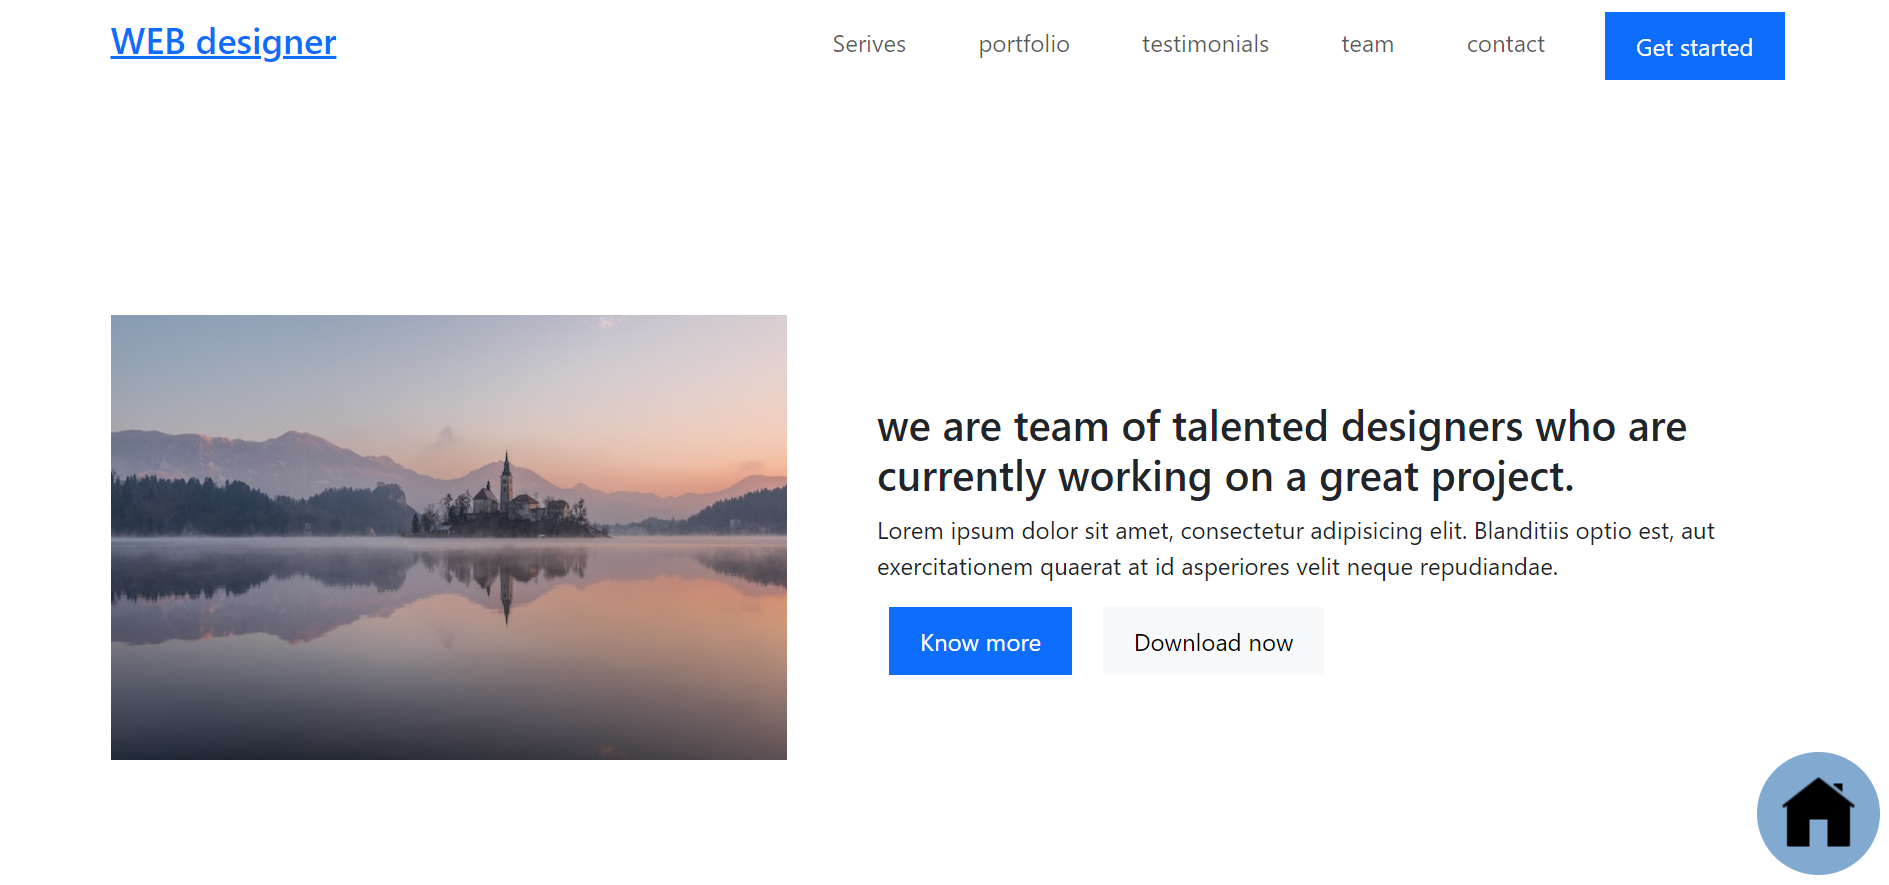 WEB designer
Serives
portfolio
testimonials
team
contact
Get started
we are team of talented designers who are
currently working on a great project.
Lorem ipsum dolor sit amet, consectetur adipisicing elit. Blanditiis optio est, aut
exercitationem quaerat at id asperiores velit neque repudiandae.
Know more
Download now